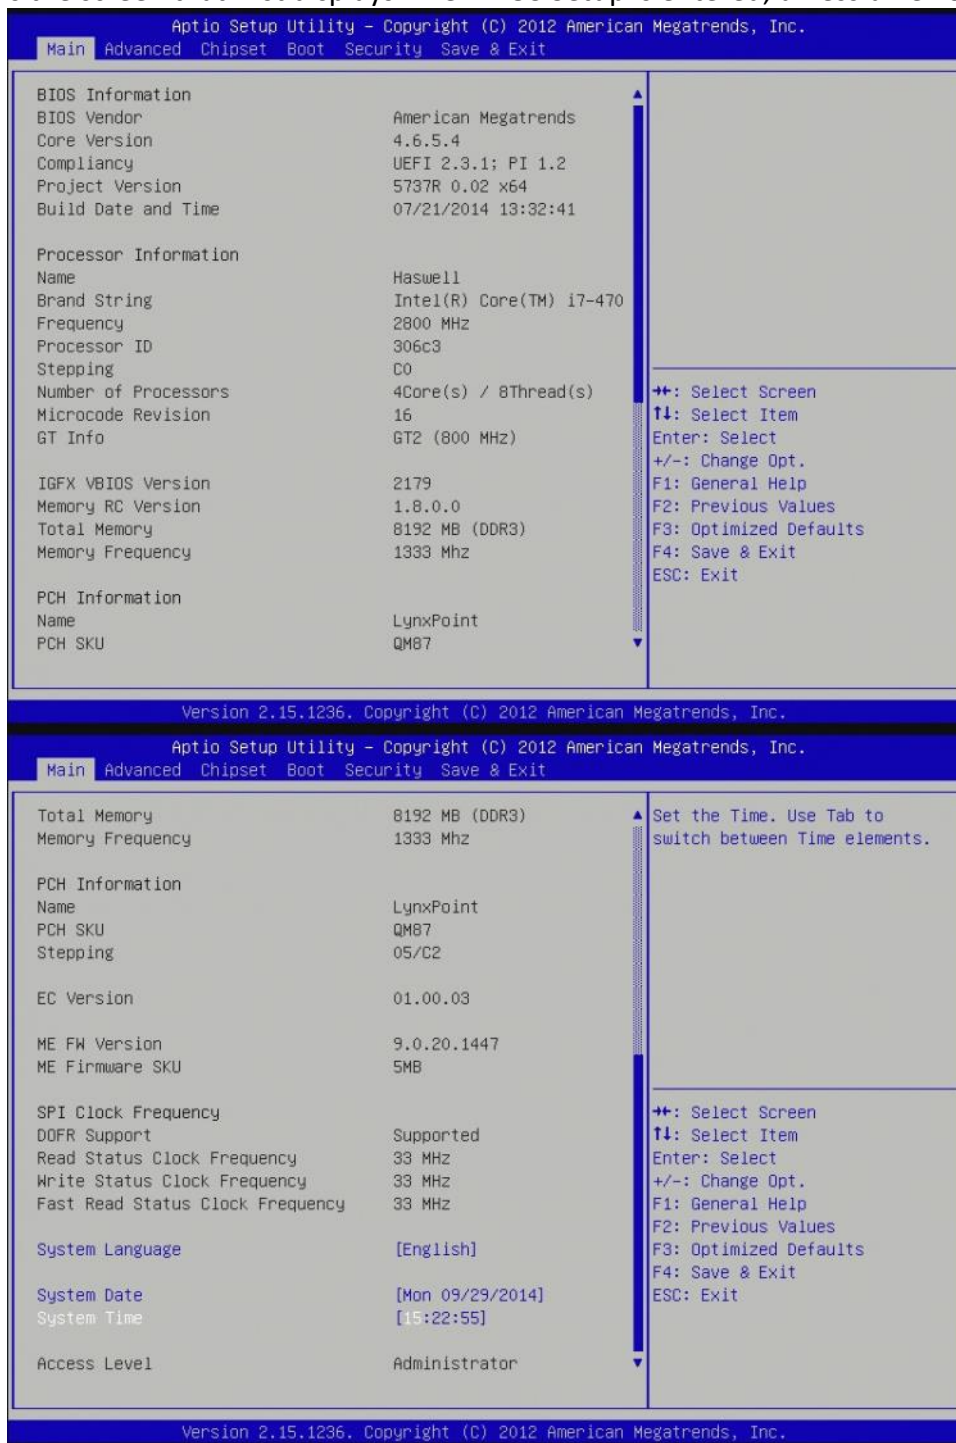 Aptio Setup Utility – Copyright (C) 2012 American Megatrends, Inc.
Main Advanced Chipset Boot Security Save & Exit
BIOS Information
BIOS Vendor American Megatrends
Core Version 4.6.5.4
Compliancy UEFI 2.3.1; PI 1.2
Project Version 5737R 0.02 x64
Build Date and Time 07/21/2014 13:32:41
Processor Information
Name Haswell
Brand String Intel(R) Core(TM) i7-470
Frequency 2800 MHz
Processor ID 306c3
Stepping C0
Number of Processors 4Core(s) / 8Thread(s)
Microcode Revision 16
GT Info GT2 (800 MHz)
IGFX VBIOS Version 2179
Memory RC Version 1.8.0.0
Total Memory 8192 MB (DDR3)
Memory Frequency 1333 Mhz
PCH Information
Name LynxPoint
PCH SKU QM87
→←: Select Screen
↑↓: Select Item
Enter: Select
+/-: Change Opt.
F1: General Help
F2: Previous Values
F3: Optimized Defaults
F4: Save & Exit
ESC: Exit
Version 2.15.1236. Copyright (C) 2012 American Megatrends, Inc.
Aptio Setup Utility – Copyright (C) 2012 American Megatrends, Inc.
Main Advanced Chipset Boot Security Save & Exit
Total Memory 8192 MB (DDR3)
Memory Frequency 1333 Mhz
PCH Information
Name LynxPoint
PCH SKU QM87
Stepping 05/C2
EC Version 01.00.03
ME FW Version 9.0.20.1447
ME Firmware SKU 5MB
SPI Clock Frequency
DOFR Support Supported
Read Status Clock Frequency 33 MHz
Write Status Clock Frequency 33 MHz
Fast Read Status Clock Frequency 33 MHz
System Language [English]
System Date [Mon 09/29/2014]
System Time [15:22:55]
Access Level Administrator
Set the Time. Use Tab to
switch between Time elements.
→←: Select Screen
↑↓: Select Item
Enter: Select
+/-: Change Opt.
F1: General Help
F2: Previous Values
F3: Optimized Defaults
F4: Save & Exit
ESC: Exit
Version 2.15.1236. Copyright (C) 2012 American Megatrends, Inc.